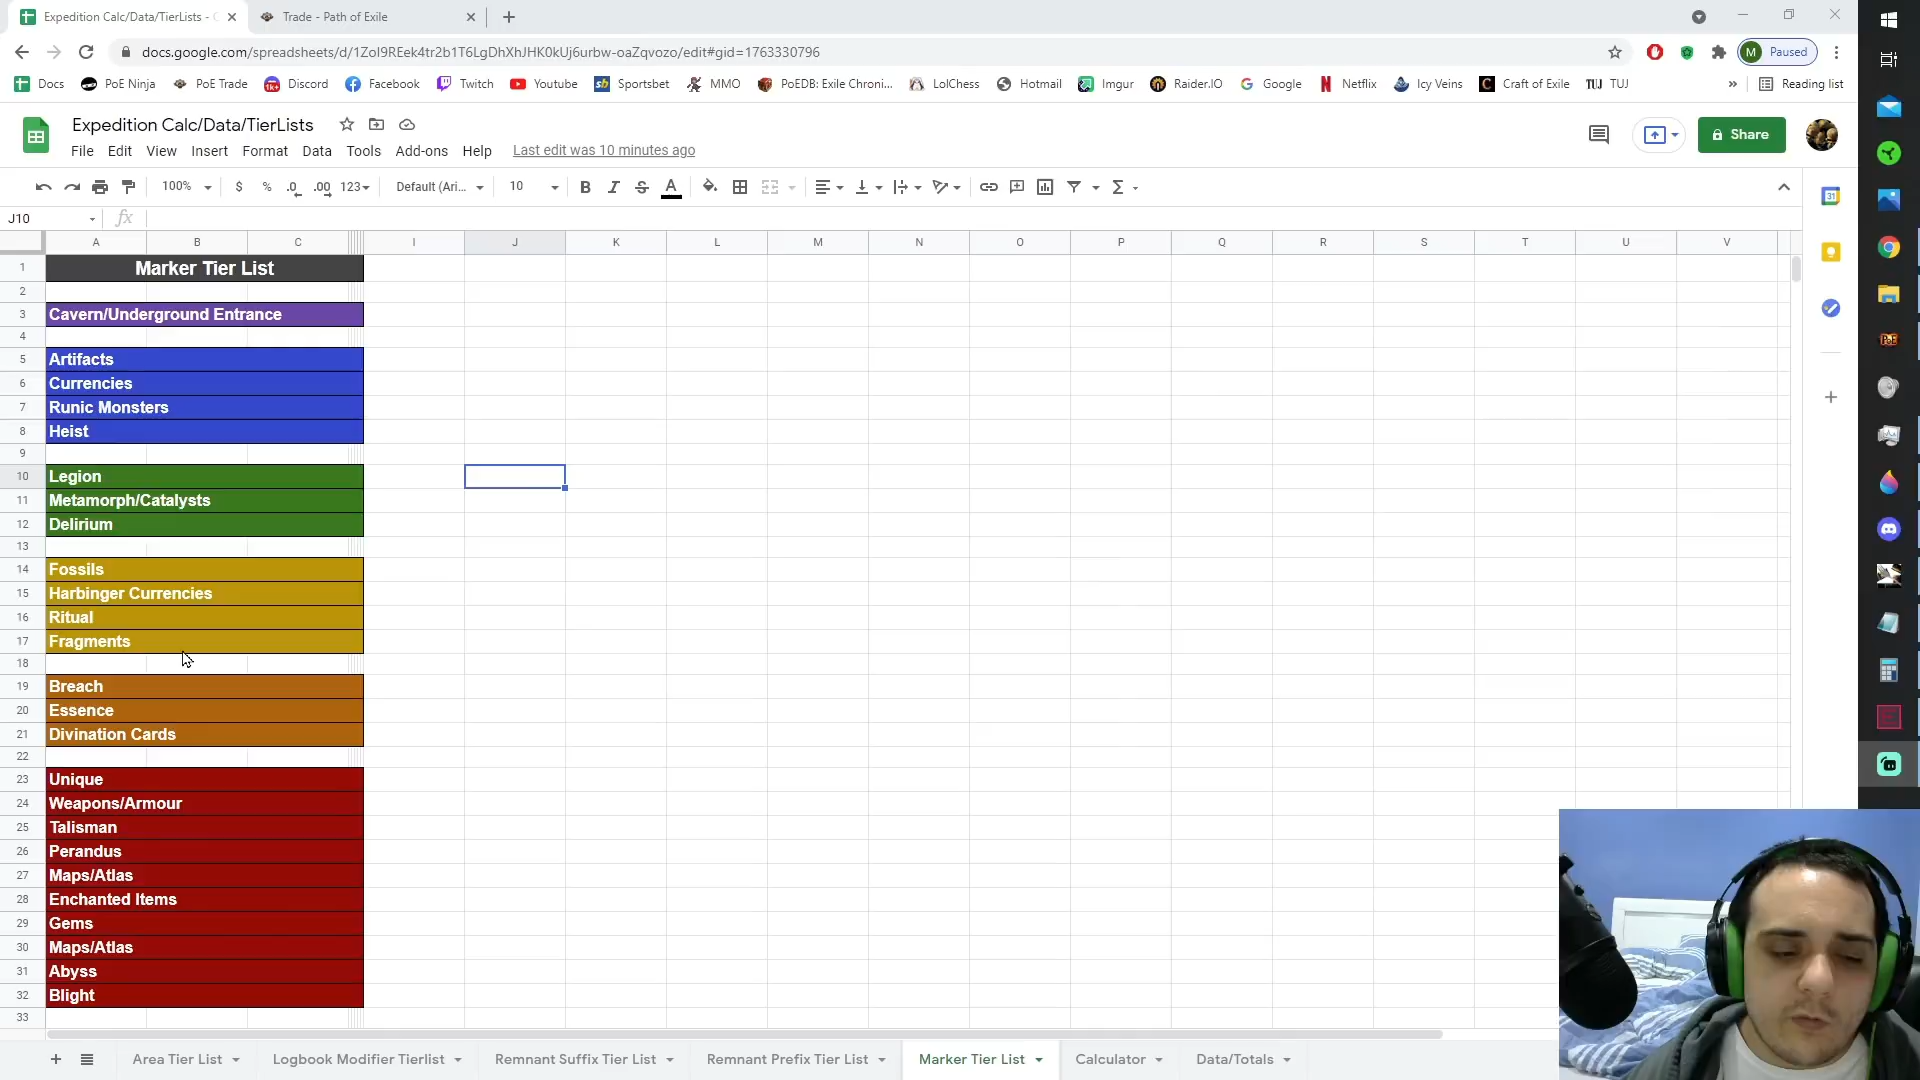 Expedition Calc/Data/TierLists - G
Trade - Path of Exile
docs.google.com/spreadsheets/d/1ZoI9REek4tr2b1T6LgDhXhJHK0kUj6urbw-oaZqvozo/edit#gid=1763330796
M Paused
Docs PoE Ninja PoE Trade Discord Facebook Twitch Youtube Sportsbet MMO PoEDB: Exile Chroni... LolChess Hotmail Imgur Raider.IO Google Netflix Icy Veins Craft of Exile TUJ TUJ » Reading list
Expedition Calc/Data/TierLists
Share
File Edit View Insert Format Data Tools Add-ons Help Last edit was 10 minutes ago
100% $ % .0 .00 123 Default (Ari... 10 B I S A
J10 fx
A B C I J K L M N O P Q R S T U V
1 Marker Tier List
2
3 Cavern/Underground Entrance
4
5 Artifacts
6 Currencies
7 Runic Monsters
8 Heist
9
10 Legion
11 Metamorph/Catalysts
12 Delirium
13
14 Fossils
15 Harbinger Currencies
16 Ritual
17 Fragments
18
19 Breach
20 Essence
21 Divination Cards
22
23 Unique
24 Weapons/Armour
25 Talisman
26 Perandus
27 Maps/Atlas
28 Enchanted Items
29 Gems
30 Maps/Atlas
31 Abyss
32 Blight
33
Area Tier List Logbook Modifier Tierlist Remnant Suffix Tier List Remnant Prefix Tier List Marker Tier List Calculator Data/Totals